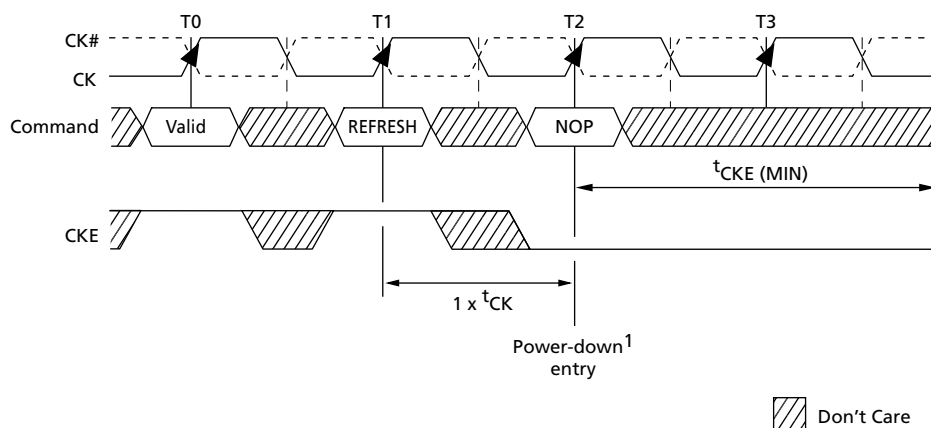 T0 T1 T2 T3
CK#
CK
Command Valid REFRESH NOP
tCKE (MIN)
CKE
1 x tCK
Power-down1
entry
Don't Care